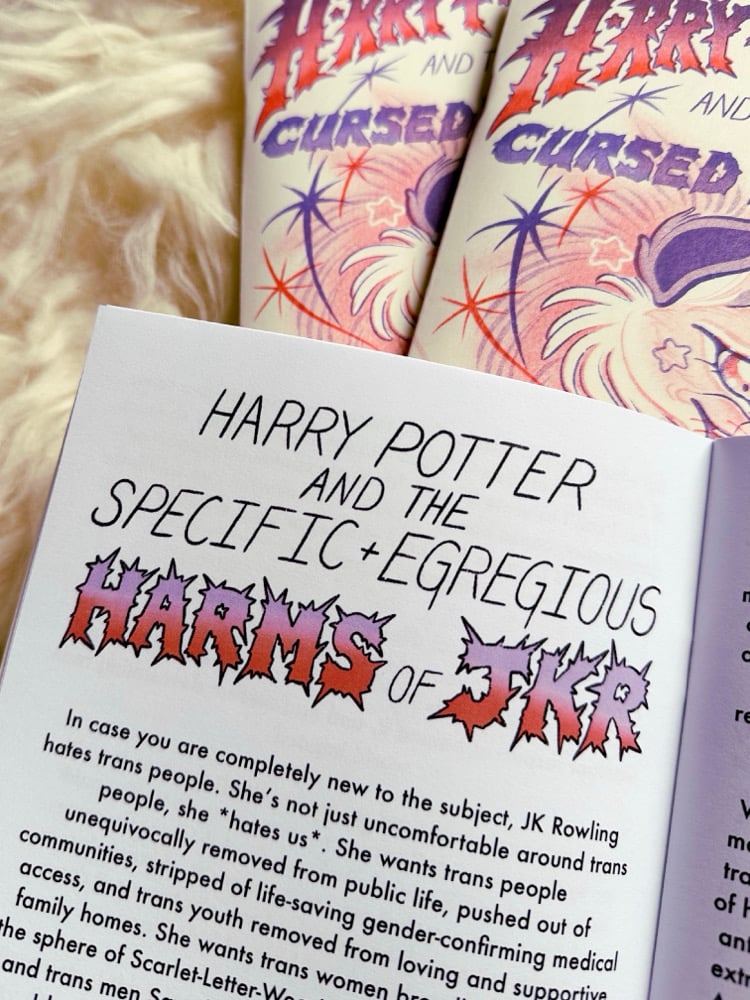 HARRY
AND
CURSED
HARRY
AND
CURSED
HARRY POTTER
AND THE
SPECIFIC + EGREGIOUS
HARMS OF JKR
In case you are completely new to the subject, JK Rowling
hates trans people. She's not just uncomfortable around trans
people, she *hates us*. She wants trans people
unequivocally removed from public life, pushed out of
communities, stripped of life-saving gender-confirming medical
access, and trans youth removed from loving and supportive
family homes. She wants trans women
the sphere of
and trans men
of H